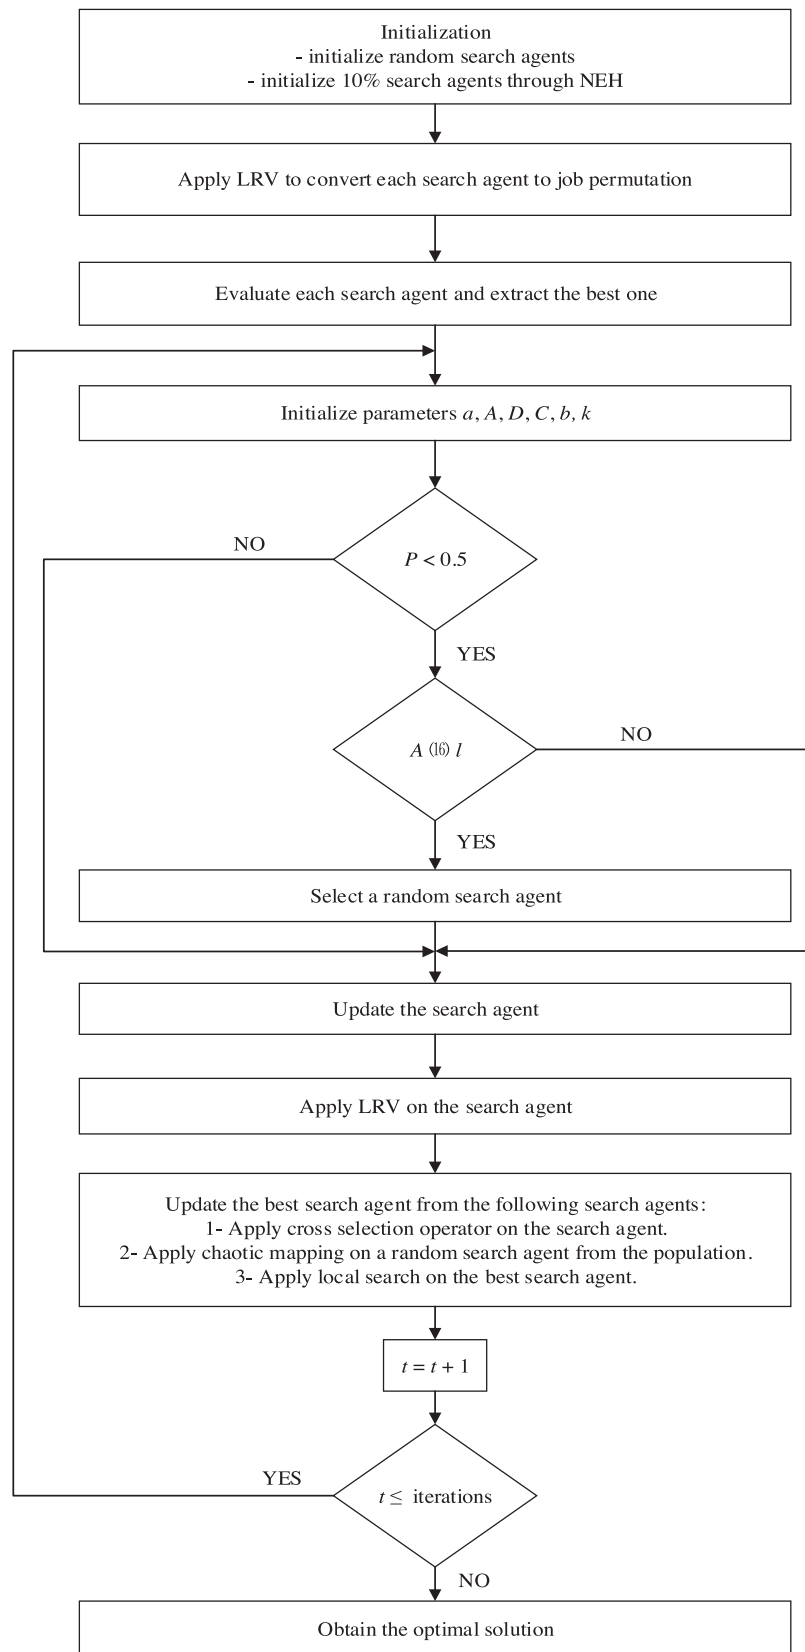 Initialization
- initialize random search agents
- initialize 10% search agents through NEH
Apply LRV to convert each search agent to job permutation
Evaluate each search agent and extract the best one
Initialize parameters a, A, D, C, b, k
NO
P < 0.5
YES
A ⒃ l
NO
YES
Select a random search agent
Update the search agent
Apply LRV on the search agent
Update the best search agent from the following search agents:
1- Apply cross selection operator on the search agent.
2- Apply chaotic mapping on a random search agent from the population.
3- Apply local search on the best search agent.
t = t + 1
YES
t ≤ iterations
NO
Obtain the optimal solution